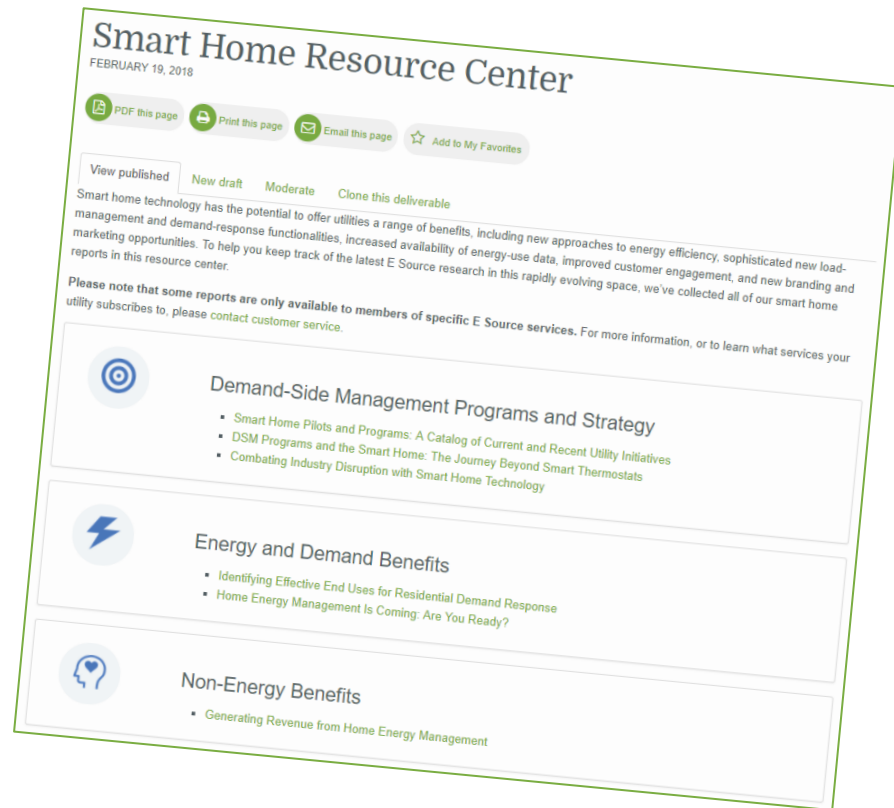 Smart Home Resource Center
FEBRUARY 19, 2018
PDF this page
Print this page
Email this page
Add to My Favorites
View published
New draft
Moderate
Clone this deliverable
Smart home technology has the potential to offer utilities a range of benefits, including new approaches to energy efficiency, sophisticated new load-
management and demand-response functionalities, increased availability of energy-use data, improved customer engagement, and new branding and
marketing opportunities. To help you keep track of the latest E Source research in this rapidly evolving space, we've collected all of our smart home
reports in this resource center.
Please note that some reports are only available to members of specific E Source services. For more information, or to learn what services your
utility subscribes to, please contact customer service.
Demand-Side Management Programs and Strategy
Smart Home Pilots and Programs: A Catalog of Current and Recent Utility Initiatives
DSM Programs and the Smart Home: The Journey Beyond Smart Thermostats
Combating Industry Disruption with Smart Home Technology
Energy and Demand Benefits
Identifying Effective End Uses for Residential Demand Response
Home Energy Management Is Coming: Are You Ready?
Non-Energy Benefits
Generating Revenue from Home Energy Management